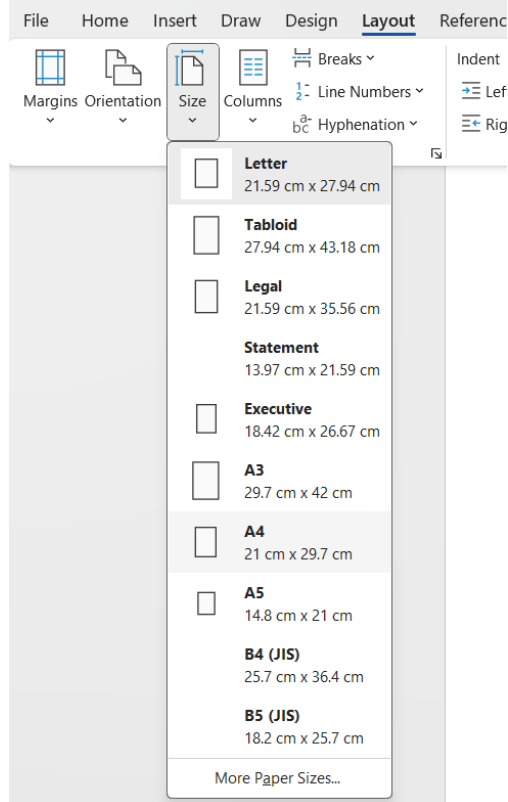 File Home Insert Draw Design Layout Referenc
Margins Orientation Size Columns
Breaks
Line Numbers
Hyphenation
Indent
Lef
Rig
Letter
21.59 cm x 27.94 cm
Tabloid
27.94 cm x 43.18 cm
Legal
21.59 cm x 35.56 cm
Statement
13.97 cm x 21.59 cm
Executive
18.42 cm x 26.67 cm
A3
29.7 cm x 42 cm
A4
21 cm x 29.7 cm
A5
14.8 cm x 21 cm
B4 (JIS)
25.7 cm x 36.4 cm
B5 (JIS)
18.2 cm x 25.7 cm
More Paper Sizes...